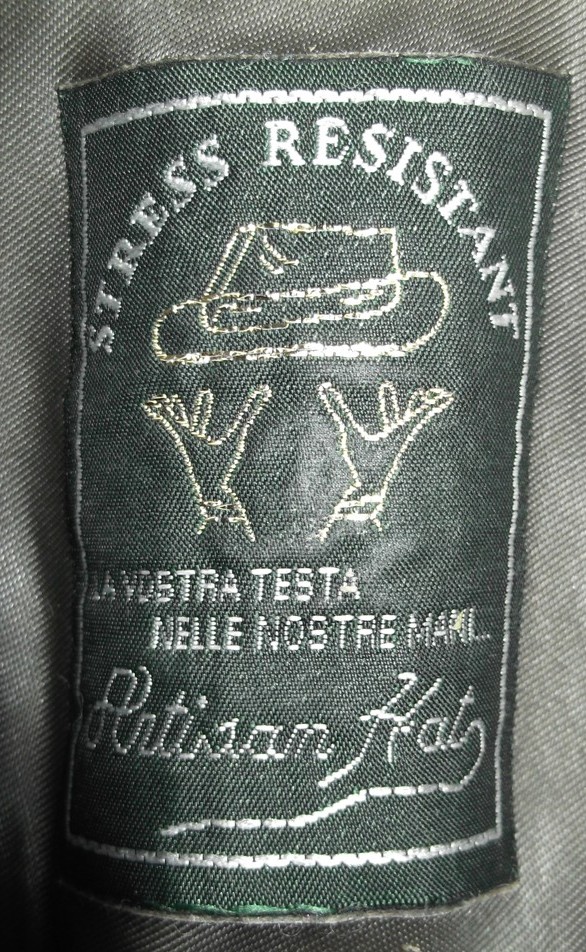 STRESS RESISTANT
LA VOSTRA TESTA
NELLE NOSTRE MANI...
Artisan Hat